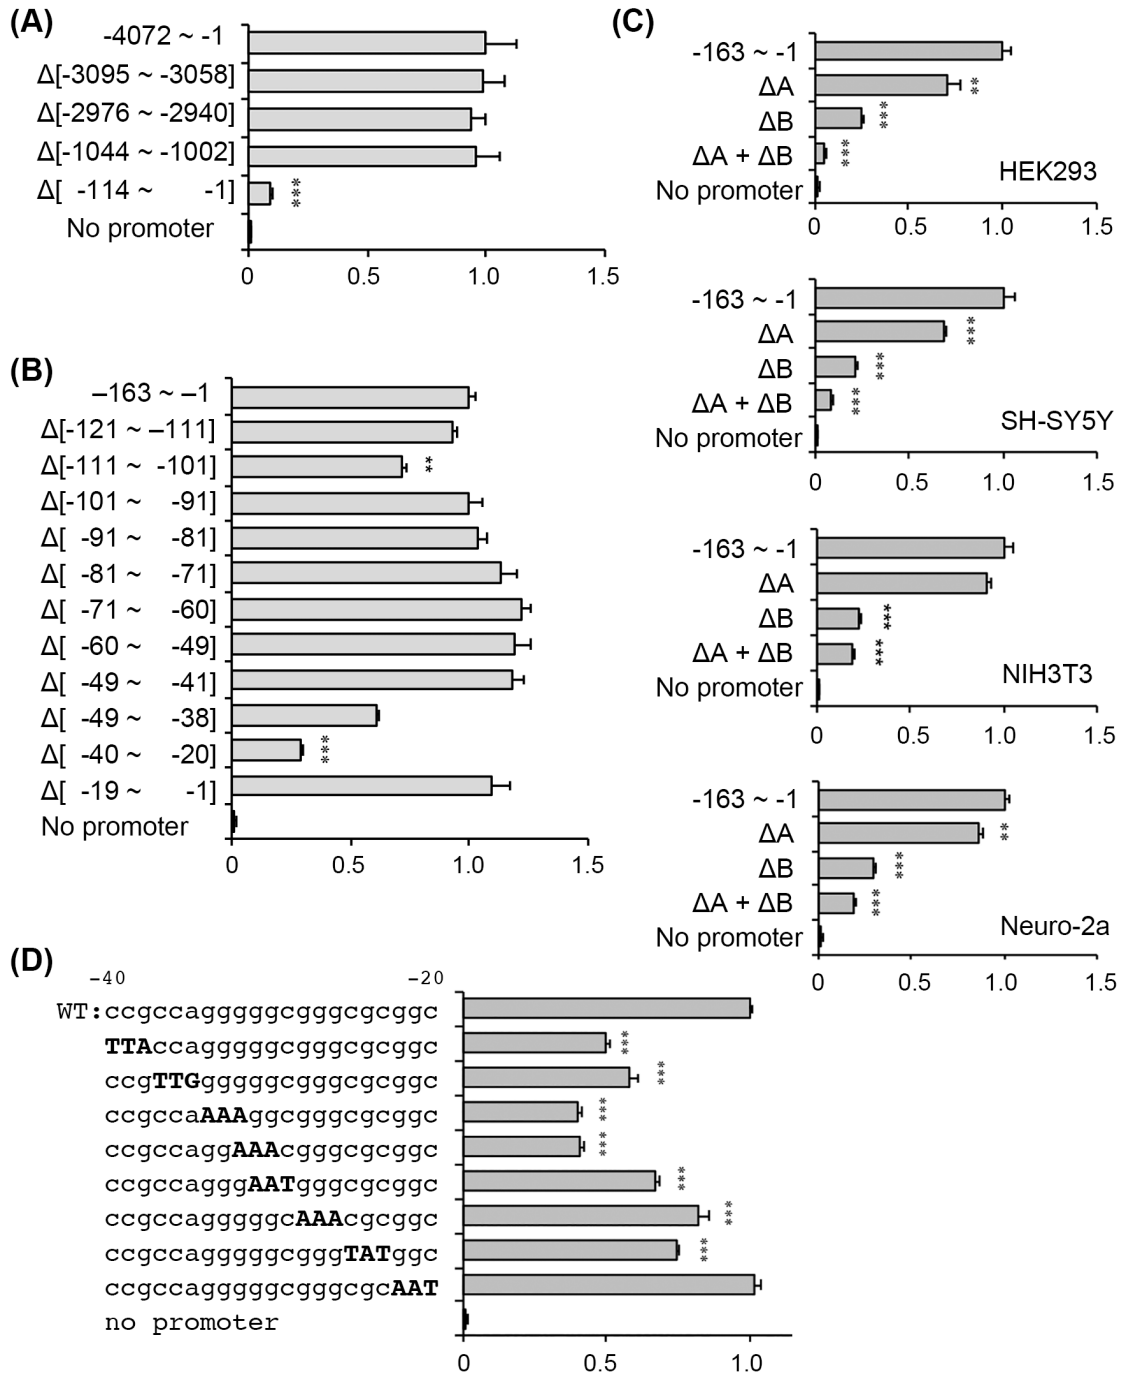 (A)
-4072 ~ -1
Δ[-3095 ~ -3058]
Δ[-2976 ~ -2940]
Δ[-1044 ~ -1002]
Δ[ -114 ~ -1]
***
No promoter
0 0.5 1.0 1.5
(B)
–163 ~ –1
Δ[-121 ~ –111]
Δ[-111 ~ -101]
**
Δ[-101 ~ -91]
Δ[ -91 ~ -81]
Δ[ -81 ~ -71]
Δ[ -71 ~ -60]
Δ[ -60 ~ -49]
Δ[ -49 ~ -41]
Δ[ -49 ~ -38]
Δ[ -40 ~ -20]
***
Δ[ -19 ~ -1]
No promoter
0 0.5 1.0 1.5
(C)
-163 ~ -1
ΔA
**
ΔB
***
ΔA + ΔB
***
No promoter
HEK293
0 0.5 1.0 1.5
-163 ~ -1
ΔA
***
ΔB
***
ΔA + ΔB
***
No promoter
SH-SY5Y
0 0.5 1.0 1.5
-163 ~ -1
ΔA
ΔB
***
ΔA + ΔB
***
No promoter
NIH3T3
0 0.5 1.0 1.5
-163 ~ -1
ΔA
**
ΔB
***
ΔA + ΔB
***
No promoter
Neuro-2a
0 0.5 1.0 1.5
(D)
−40 −20
WT:ccgccagggggcgggcgcggc
TTAccagggggcgggcgcggc
***
ccgTTGgggggcgggcgcggc
***
ccgccaAAAggcgggcgcggc
***
ccgccaggAAAcgggcgcggc
***
ccgccagggAATgggcgcggc
***
ccgccagggggcAAAcgcggc
***
ccgccagggggcgggTATggc
***
ccgccagggggcgggcgcAAT
no promoter
0 0.5 1.0